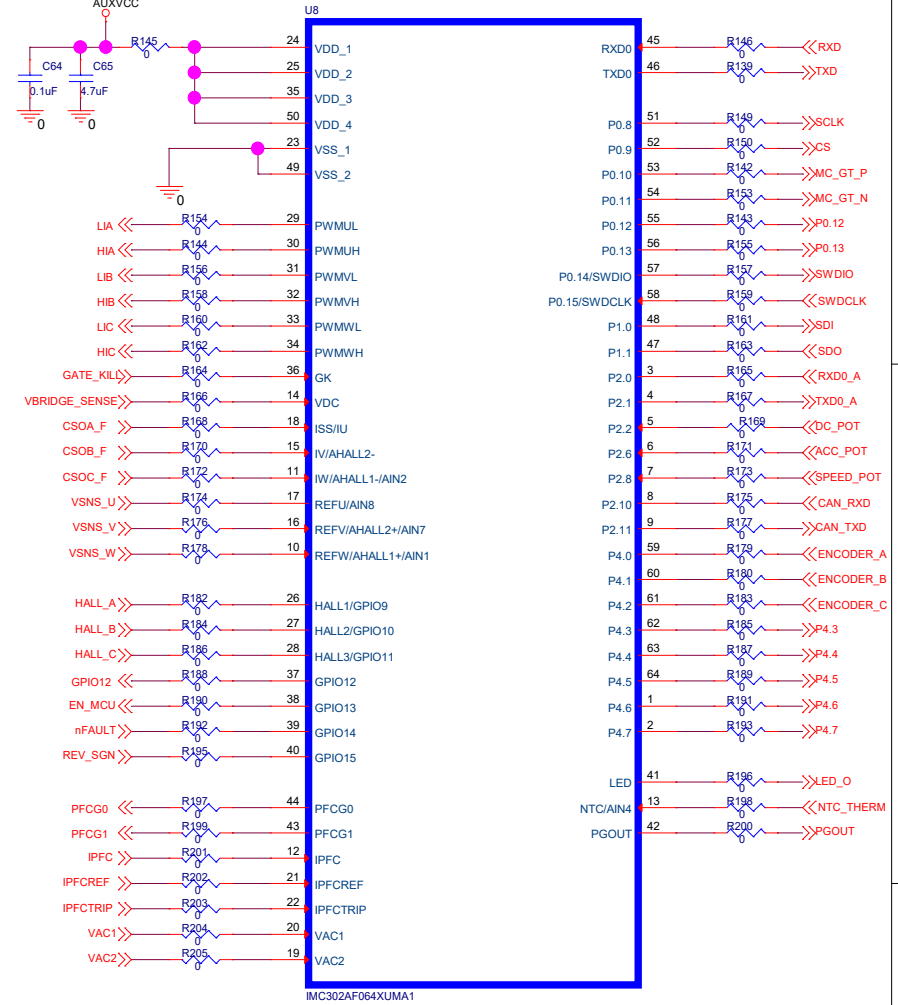 AUXVCC
U8
R145
0
24
VDD_1
25
VDD_2
35
VDD_3
50
VDD_4
C64
0.1uF
0
C65
4.7uF
0
23
VSS_1
49
VSS_2
0
LIA R154 0 29 PWMUL
HIA R144 0 30 PWMUH
LIB R156 0 31 PWMVL
HIB R158 0 32 PWMVH
LIC R160 0 33 PWMWL
HIC R162 0 34 PWMWH
GATE_KILL R164 0 36 GK
VBRIDGE_SENSE R166 0 14 VDC
CSOA_F R168 0 18 ISS/IU
CSOB_F R170 0 15 IV/AHALL2-
CSOC_F R172 0 11 IW/AHALL1-/AIN2
VSNS_U R174 0 17 REFU/AIN8
VSNS_V R176 0 16 REFV/AHALL2+/AIN7
VSNS_W R178 0 10 REFW/AHALL1+/AIN1
HALL_A R182 0 26 HALL1/GPIO9
HALL_B R184 0 27 HALL2/GPIO10
HALL_C R186 0 28 HALL3/GPIO11
GPIO12 R188 0 37 GPIO12
EN_MCU R190 0 38 GPIO13
nFAULT R192 0 39 GPIO14
REV_SGN R195 0 40 GPIO15
PFCG0 R197 0 44 PFCG0
PFCG1 R199 0 43 PFCG1
IPFC R201 0 12 IPFC
IPFCREF R202 0 21 IPFCREF
IPFCTRIP R203 0 22 IPFCTRIP
VAC1 R204 0 20 VAC1
VAC2 R205 0 19 VAC2
RXD0 45 R146 0 RXD
TXD0 46 R139 0 TXD
P0.8 51 R149 0 SCLK
P0.9 52 R150 0 CS
P0.10 53 R142 0 MC_GT_P
P0.11 54 R153 0 MC_GT_N
P0.12 55 R143 0 P0.12
P0.13 56 R155 0 P0.13
P0.14/SWDIO 57 R157 0 SWDIO
P0.15/SWDCLK 58 R159 0 SWDCLK
P1.0 48 R161 0 SDI
P1.1 47 R163 0 SDO
P2.0 3 R165 0 RXD0_A
P2.1 4 R167 0 TXD0_A
P2.2 5 R169 0 DC_POT
P2.6 6 R171 0 ACC_POT
P2.8 7 R173 0 SPEED_POT
P2.10 8 R175 0 CAN_RXD
P2.11 9 R177 0 CAN_TXD
P4.0 59 R179 0 ENCODER_A
P4.1 60 R180 0 ENCODER_B
P4.2 61 R183 0 ENCODER_C
P4.3 62 R185 0 P4.3
P4.4 63 R187 0 P4.4
P4.5 64 R189 0 P4.5
P4.6 1 R191 0 P4.6
P4.7 2 R193 0 P4.7
LED 41 R196 0 LED_O
NTC/AIN4 13 R198 0 NTC_THERM
PGOUT 42 R200 0 PGOUT
IMC302AF064XUMA1